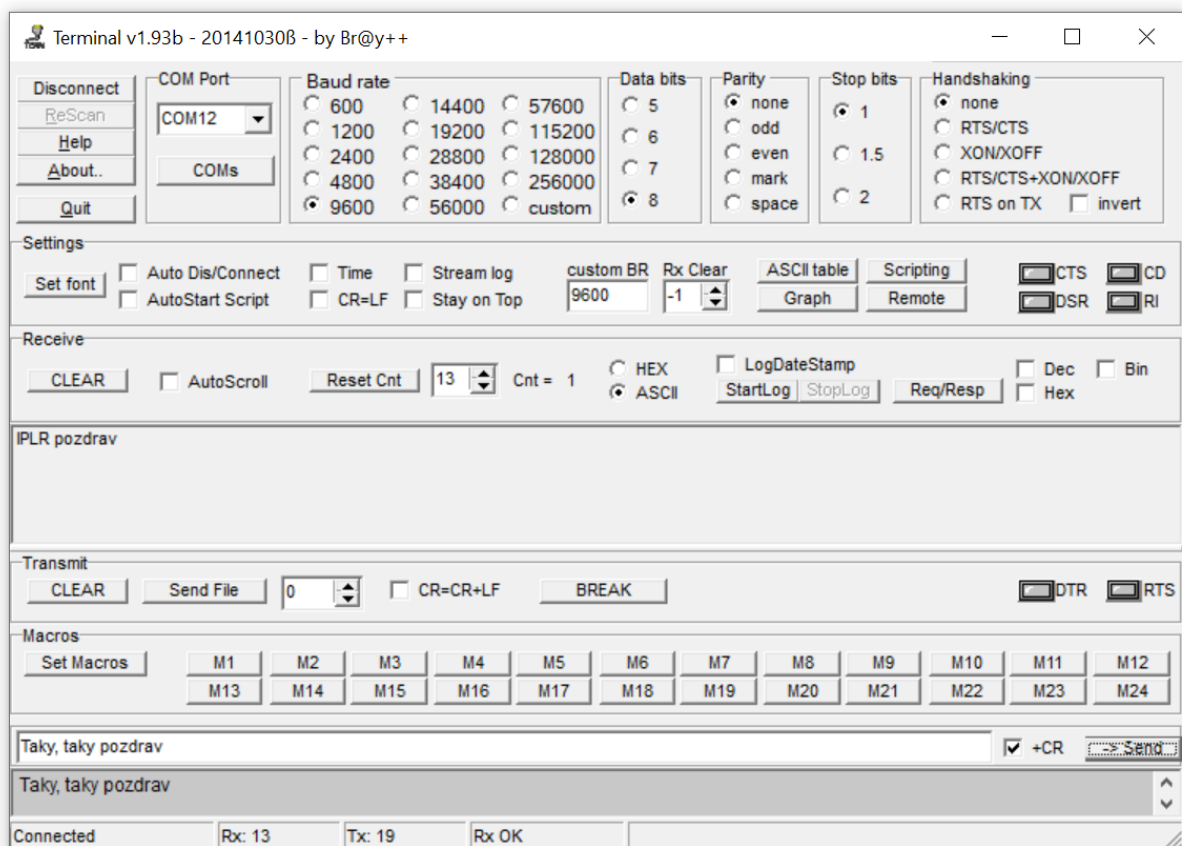 Terminal v1.93b - 20141030ß - by Br@y++
Disconnect
ReScan
Help
About..
Quit
COM Port
COM12
COMs
Baud rate
600 14400 57600
1200 19200 115200
2400 28800 128000
4800 38400 256000
9600 56000 custom
Data bits
5
6
7
8
Parity
none
odd
even
mark
space
Stop bits
1
1.5
2
Handshaking
none
RTS/CTS
XON/XOFF
RTS/CTS+XON/XOFF
RTS on TX invert
Settings
Set font
Auto Dis/Connect Time Stream log
AutoStart Script CR=LF Stay on Top
custom BR Rx Clear
9600 -1
ASCII table Scripting
Graph Remote
CTS CD
DSR RI
Receive
CLEAR AutoScroll Reset Cnt 13 Cnt = 1
HEX
ASCII
LogDateStamp
StartLog StopLog Req/Resp
Dec Bin
Hex
IPLR pozdrav
Transmit
CLEAR Send File 0 CR=CR+LF BREAK DTR RTS
Macros
Set Macros M1 M2 M3 M4 M5 M6 M7 M8 M9 M10 M11 M12
M13 M14 M15 M16 M17 M18 M19 M20 M21 M22 M23 M24
Taky, taky pozdrav +CR -> Send
Taky, taky pozdrav
Connected Rx: 13 Tx: 19 Rx OK